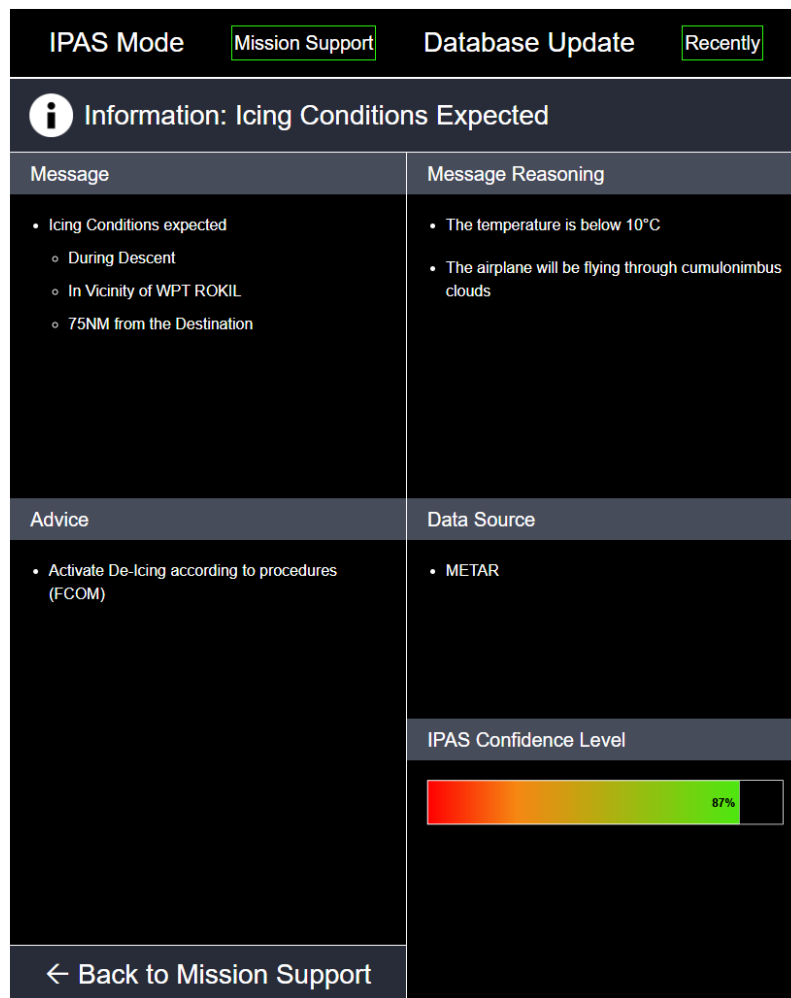 IPAS Mode Mission Support Database Update Recently
Information: Icing Conditions Expected
Message
Icing Conditions expected
During Descent
In Vicinity of WPT ROKIL
75NM from the Destination
Message Reasoning
The temperature is below 10°C
The airplane will be flying through cumulonimbus
clouds
Advice
Activate De-Icing according to procedures
(FCOM)
Data Source
METAR
IPAS Confidence Level
87%
← Back to Mission Support